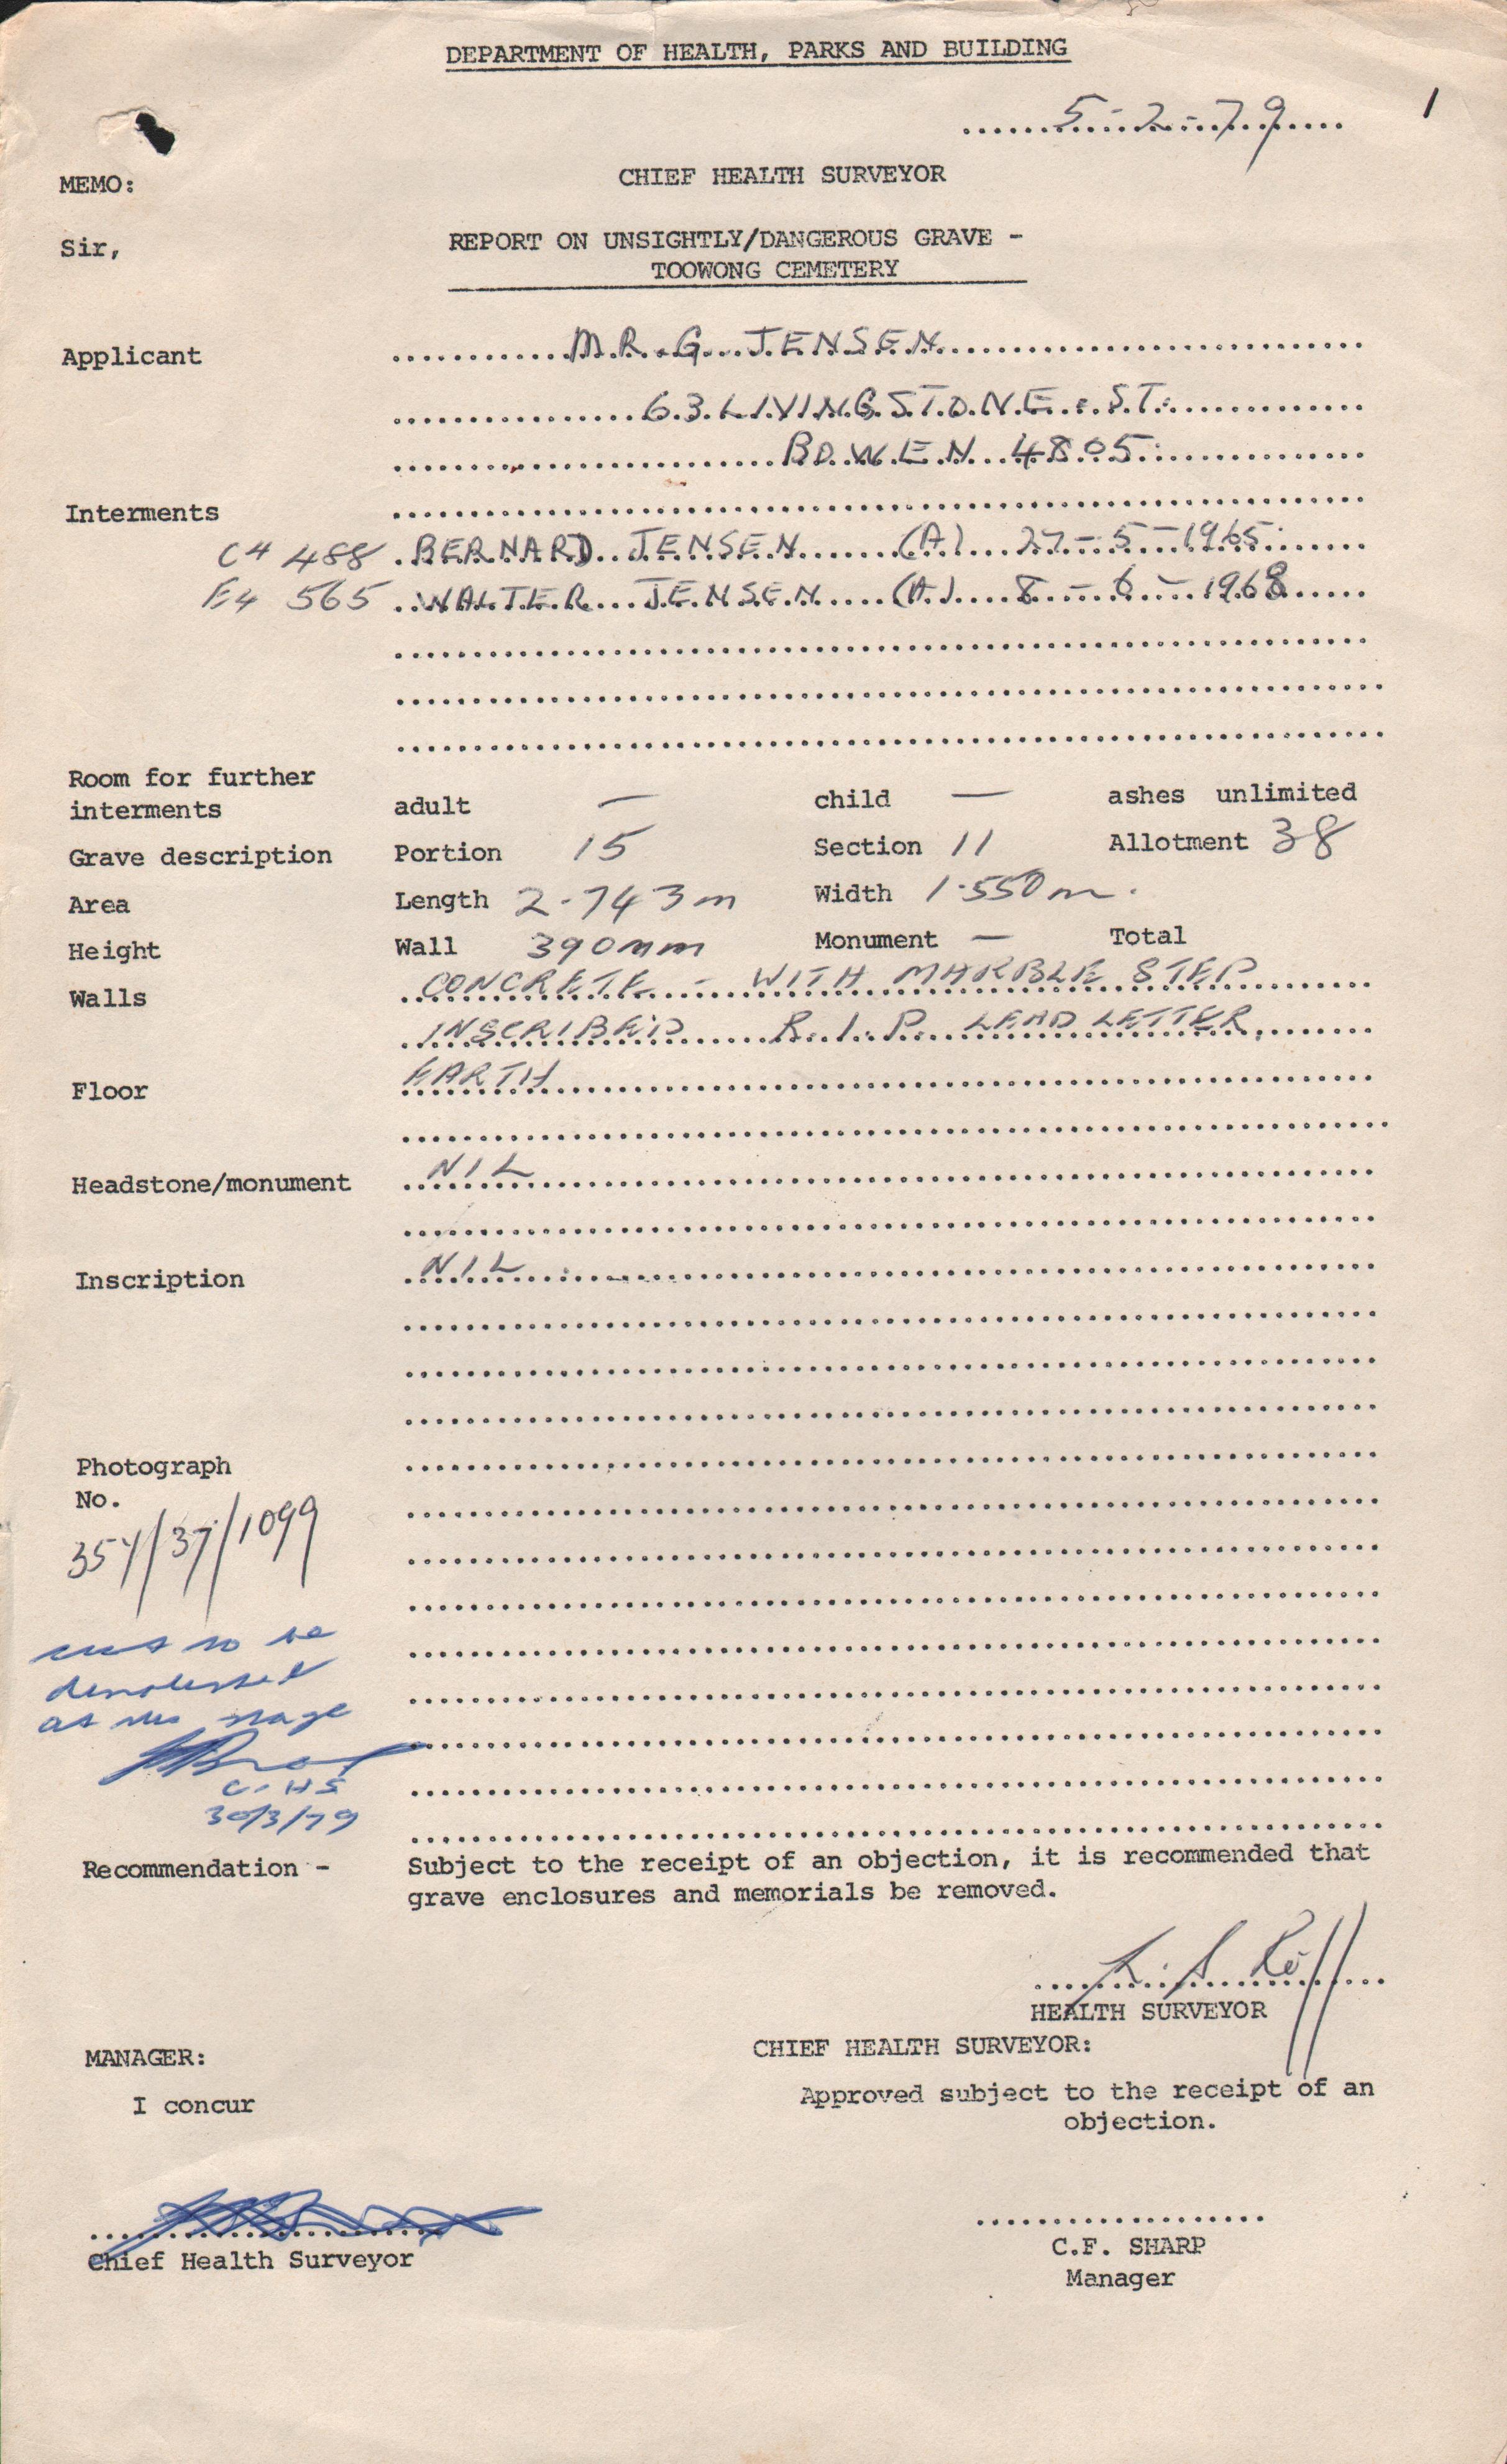 DEPARTMENT OF HEALTH, PARKS AND BUILDING
5-2-79
1
MEMO: CHIEF HEALTH SURVEYOR
Sir, REPORT ON UNSIGHTLY/DANGEROUS GRAVE -
TOOWONG CEMETERY
Applicant MR. G. JENSEN
63 LIVINGSTONE ST.
BOWEN 4805
Interments
C4 488 BERNARD JENSEN (A) 27-5-1965
E4 565 WALTER JENSEN (A) 8-6-1968
Room for further
interments adult — child — ashes unlimited
Grave description Portion 15 Section 11 Allotment 38
Area Length 2.743m Width 1.550m.
Height Wall 390mm Monument — Total
Walls CONCRETE - WITH MARBLE STEP
INSCRIBED R.I.P. LEAD LETTER.
Floor EARTH
Headstone/monument NIL
Inscription NIL
Photograph
No.
354/37/1099
to be
demolished
at this stage
C.HS
30/3/79
Recommendation - Subject to the receipt of an objection, it is recommended that
grave enclosures and memorials be removed.
HEALTH SURVEYOR
MANAGER: CHIEF HEALTH SURVEYOR:
I concur Approved subject to the receipt of an
objection.
Chief Health Surveyor C.F. SHARP
Manager